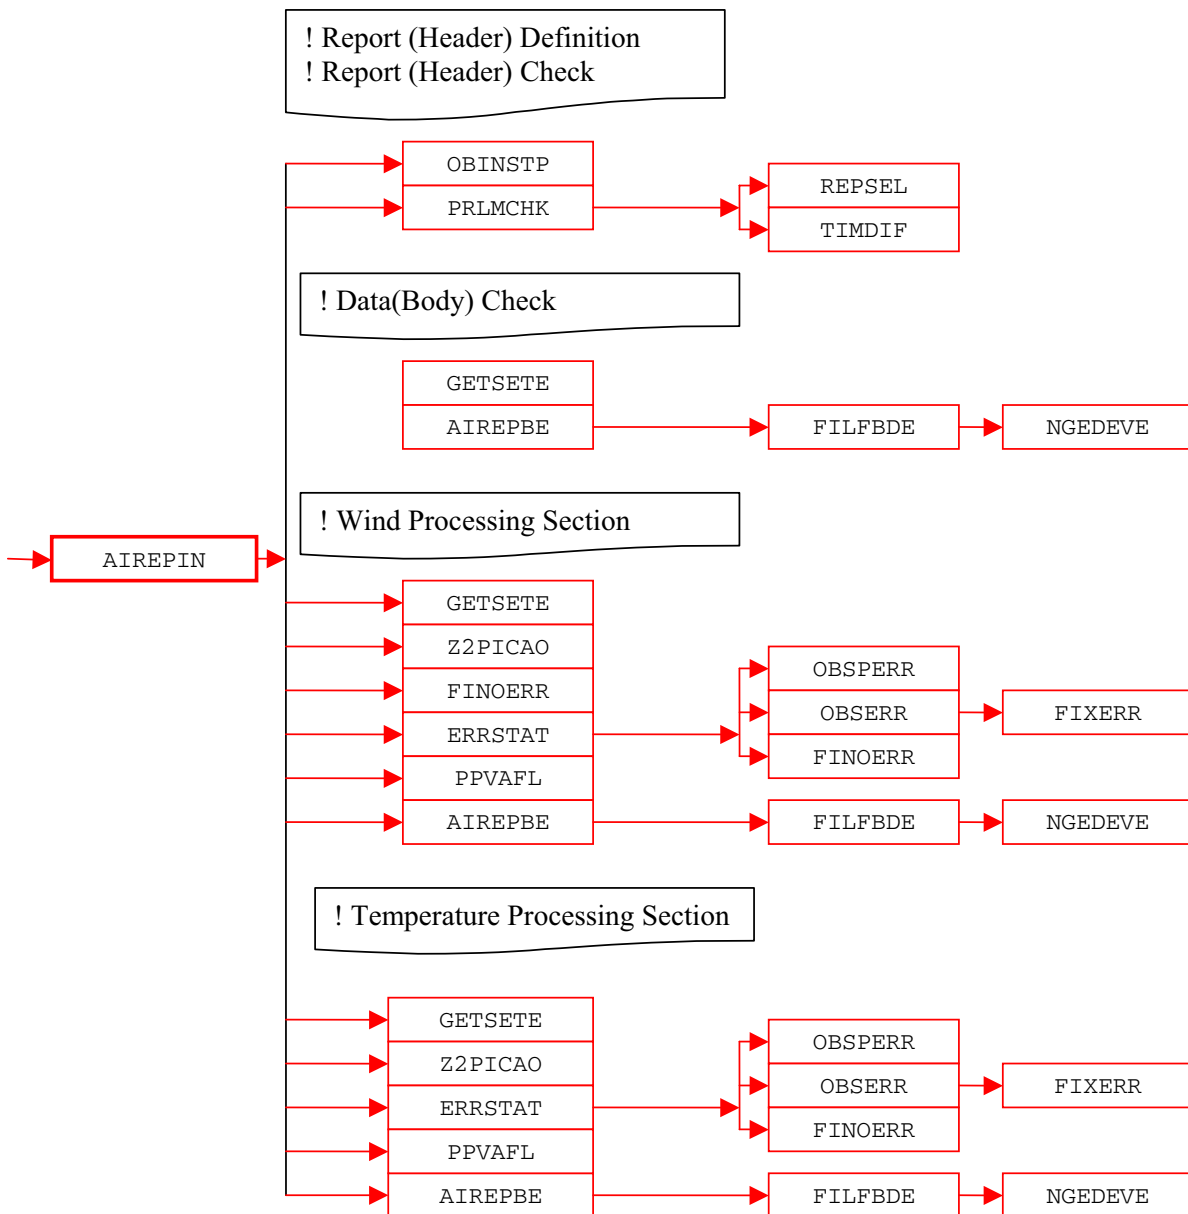 ! Report (Header) Definition
! Report (Header) Check
OBINSTP
PRLMCHK
REPSEL
TIMDIF
! Data(Body) Check
GETSETE
AIREPBE
FILFBDE
NGEDEVE
! Wind Processing Section
AIREPIN
GETSETE
Z2PICAO
FINOERR
ERRSTAT
PPVAFL
AIREPBE
OBSPERR
OBSERR
FINOERR
FIXERR
FILFBDE
NGEDEVE
! Temperature Processing Section
GETSETE
Z2PICAO
ERRSTAT
PPVAFL
AIREPBE
OBSPERR
OBSERR
FINOERR
FIXERR
FILFBDE
NGEDEVE